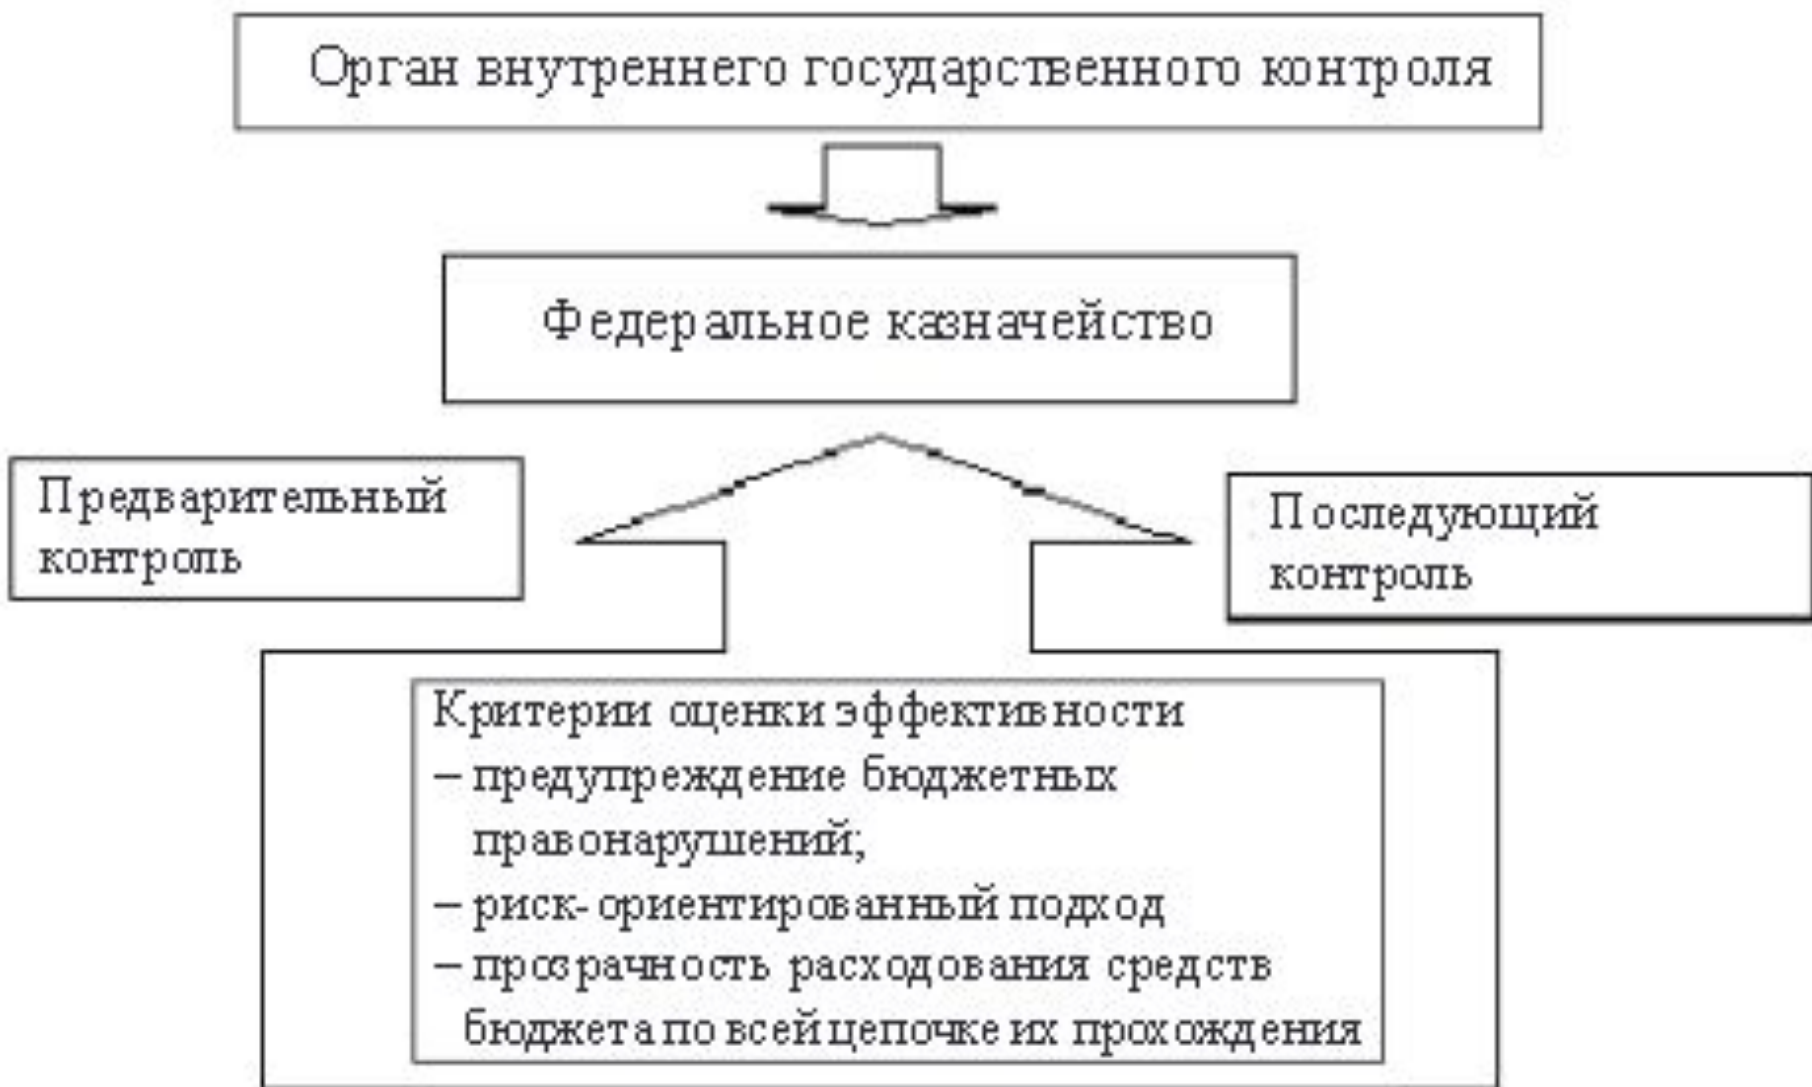 Орган внутреннего государственного контроля
Федеральное казначейство
Предварительный
контроль
Последующий
контроль
Критерии оценки эффективности
– предупреждение бюджетных
правонарушений;
– риск-ориентированный подход
– прозрачность расходования средств
бюджета по всей цепочке их прохождения